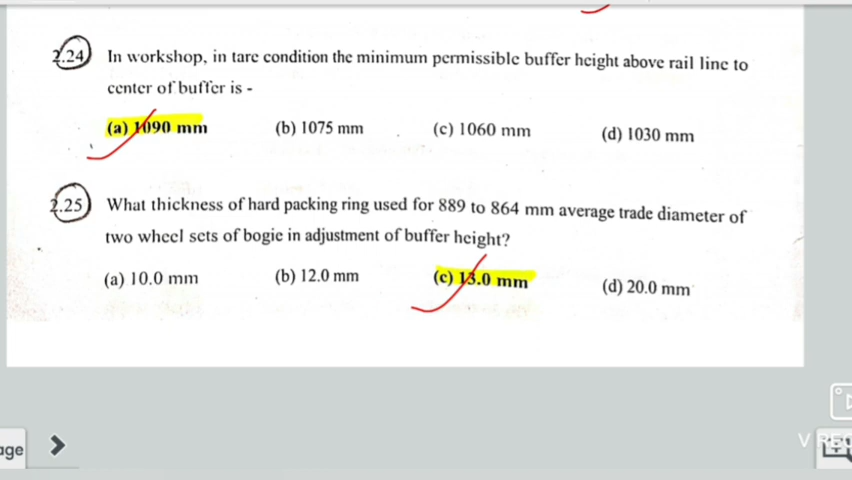 2.24 In workshop, in tare condition the minimum permissible buffer height above rail line to
center of buffer is -
(a) 1090 mm (b) 1075 mm (c) 1060 mm (d) 1030 mm
2.25 What thickness of hard packing ring used for 889 to 864 mm average trade diameter of
two wheel sets of bogie in adjustment of buffer height?
(a) 10.0 mm (b) 12.0 mm (c) 13.0 mm (d) 20.0 mm
age